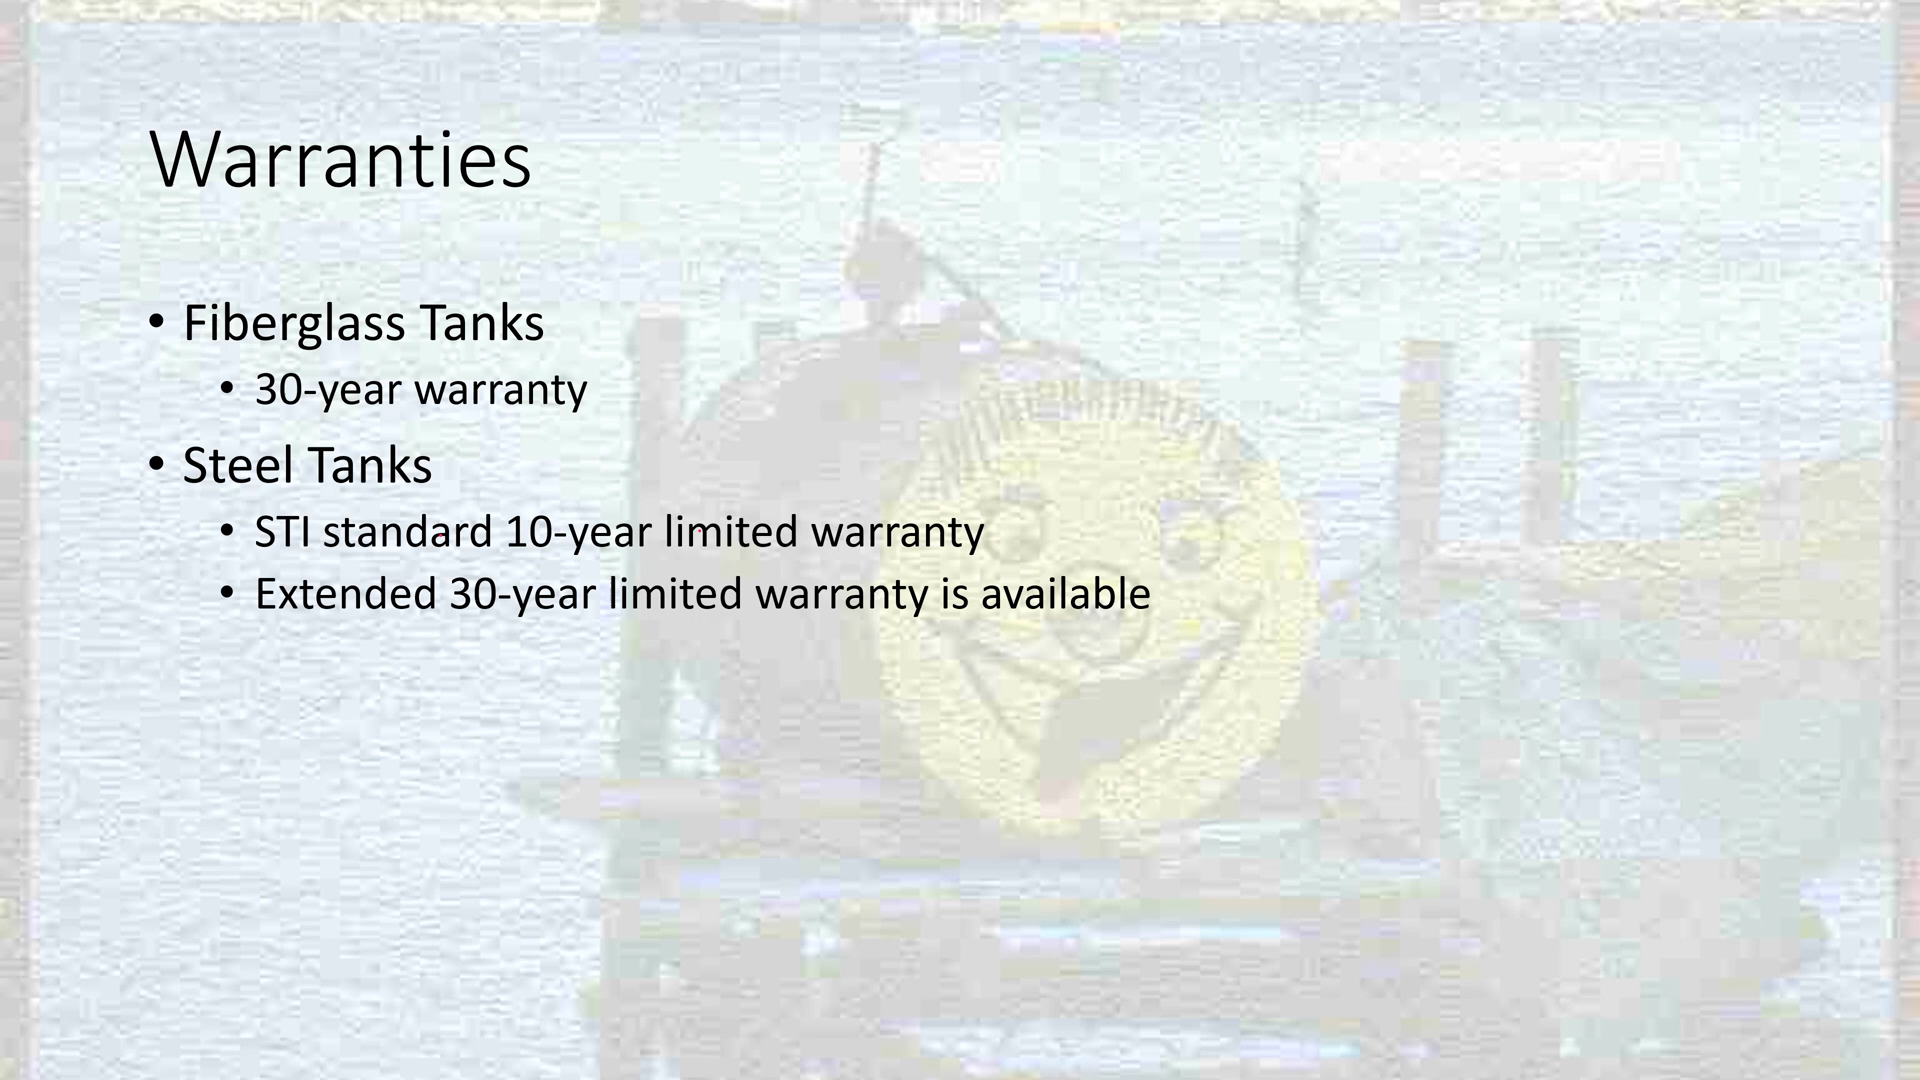 Warranties
• Fiberglass Tanks
• 30-year warranty
• Steel Tanks
• STI standard 10-year limited warranty
• Extended 30-year limited warranty is available